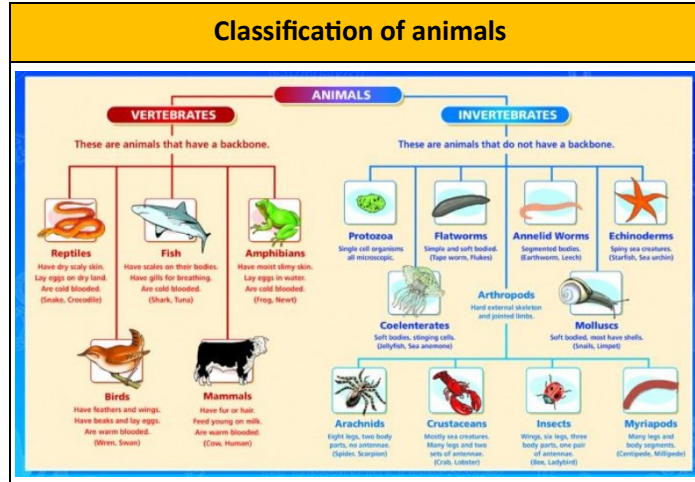 Classification of animals
ANIMALS
VERTEBRATES
These are animals that have a backbone.
INVERTEBRATES
These are animals that do not have a backbone.
Reptiles
Have dry scaly skin.
Lay eggs on dry land.
Are cold blooded.
(Snake, Crocodile)
Fish
Have scales on their bodies.
Have gills for breathing.
Are cold blooded.
(Shark, Tuna)
Amphibians
Have moist slimy skin.
Lay eggs in water.
Are cold blooded.
(Frog, Newt)
Birds
Have feathers and wings.
Have beaks and lay eggs.
Are warm blooded.
(Wren, Swan)
Mammals
Have fur or hair.
Feed young on milk.
Are warm blooded.
(Cow, Human)
Protozoa
Single cell organisms
all microscopic.
Flatworms
Simple and soft bodied.
(Tape worm, Flukes)
Annelid Worms
Segmented bodies.
(Earthworm, Leech)
Echinoderms
Spiny sea creatures.
(Starfish, Sea urchin)
Coelenterates
Soft bodies, stinging cells.
(Jellyfish, Sea anemone)
Arthropods
Hard external skeleton
and jointed limbs.
Molluscs
Soft bodied, most have shells.
(Snails, Limpet)
Arachnids
Eight legs, two body
parts, no antennae.
(Spider, Scorpion)
Crustaceans
Mostly sea creatures.
Many legs and two
sets of antennae.
(Crab, Lobster)
Insects
Wings, six legs, three
body parts, one pair
of antennae.
(Bee, Ladybird)
Myriapods
Many legs and
body segments.
(Centipede, Millipede)